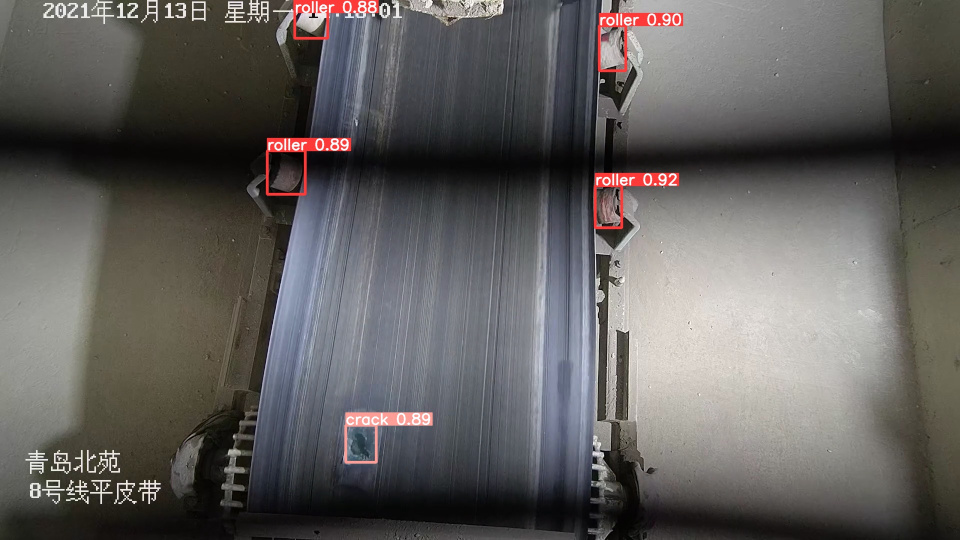 2021年12月13日 星期一 :01
roller 0.88
roller 0.90
roller 0.89
roller 0.92
crack 0.89
青岛北苑
8号线平皮带